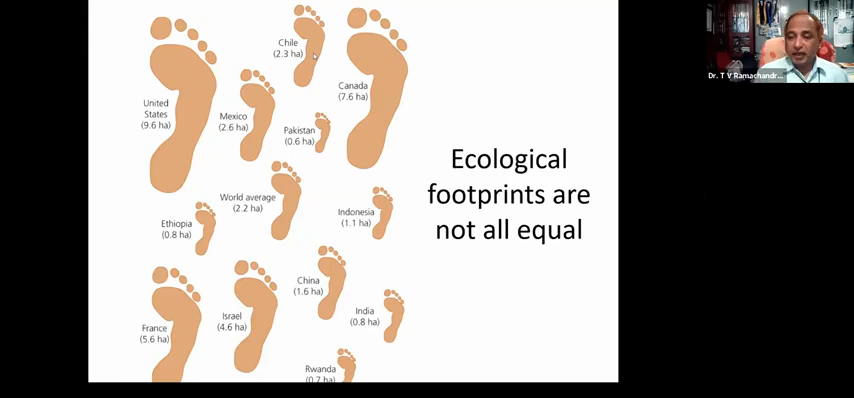 Chile
(2.3 ha)
United
States
(9.6 ha)
Mexico
(2.6 ha)
Canada
(7.6 ha)
Pakistan
(0.6 ha)
World average
(2.2 ha)
Ethiopia
(0.8 ha)
Indonesia
(1.1 ha)
China
(1.6 ha)
India
(0.8 ha)
Israel
(4.6 ha)
France
(5.6 ha)
Rwanda
(0.7 ha)
Ecological
footprints are
not all equal
Dr. T V Ramachandr...